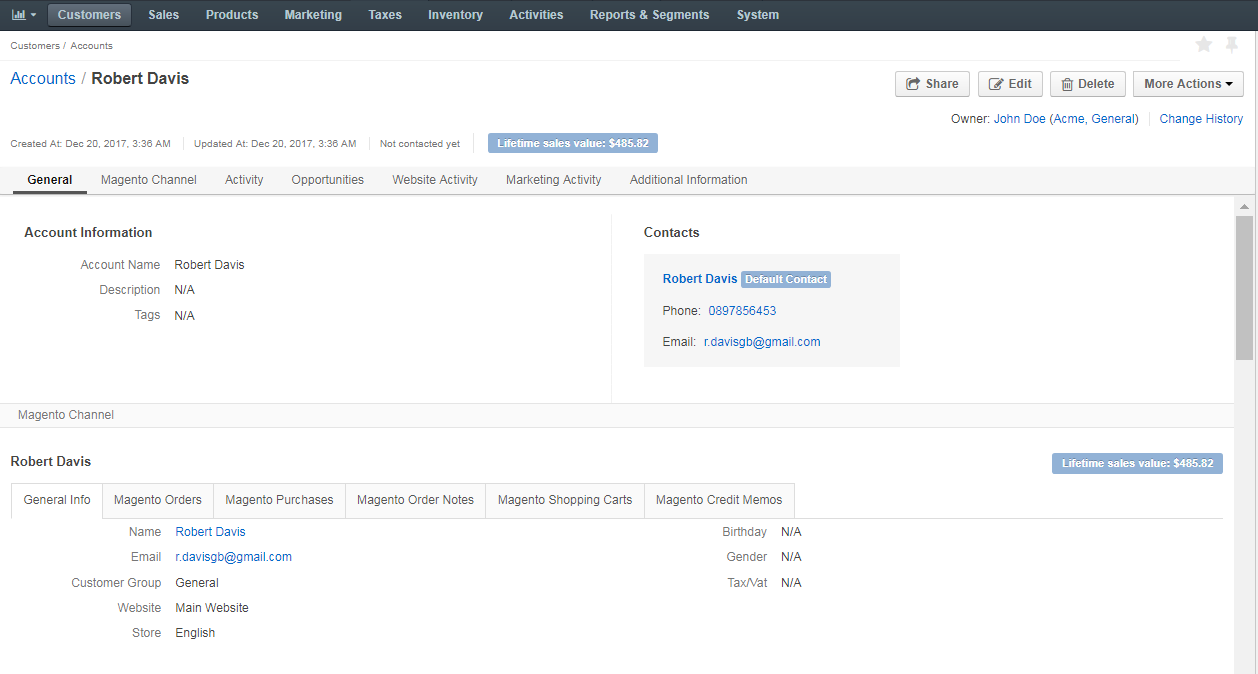 Customers Sales Products Marketing Taxes Inventory Activities Reports & Segments System
Customers / Accounts
Accounts / Robert Davis
Share Edit Delete More Actions
Owner: John Doe (Acme, General) Change History
Created At: Dec 20, 2017, 3:36 AM Updated At: Dec 20, 2017, 3:36 AM Not contacted yet Lifetime sales value: $485.82
General Magento Channel Activity Opportunities Website Activity Marketing Activity Additional Information
Account Information
Account Name Robert Davis
Description N/A
Tags N/A
Contacts
Robert Davis Default Contact
Phone: 0897856453
Email: r.davisgb@gmail.com
Magento Channel
Robert Davis Lifetime sales value: $485.82
General Info Magento Orders Magento Purchases Magento Order Notes Magento Shopping Carts Magento Credit Memos
Name Robert Davis
Email r.davisgb@gmail.com
Customer Group General
Website Main Website
Store English
Birthday N/A
Gender N/A
Tax/Vat N/A